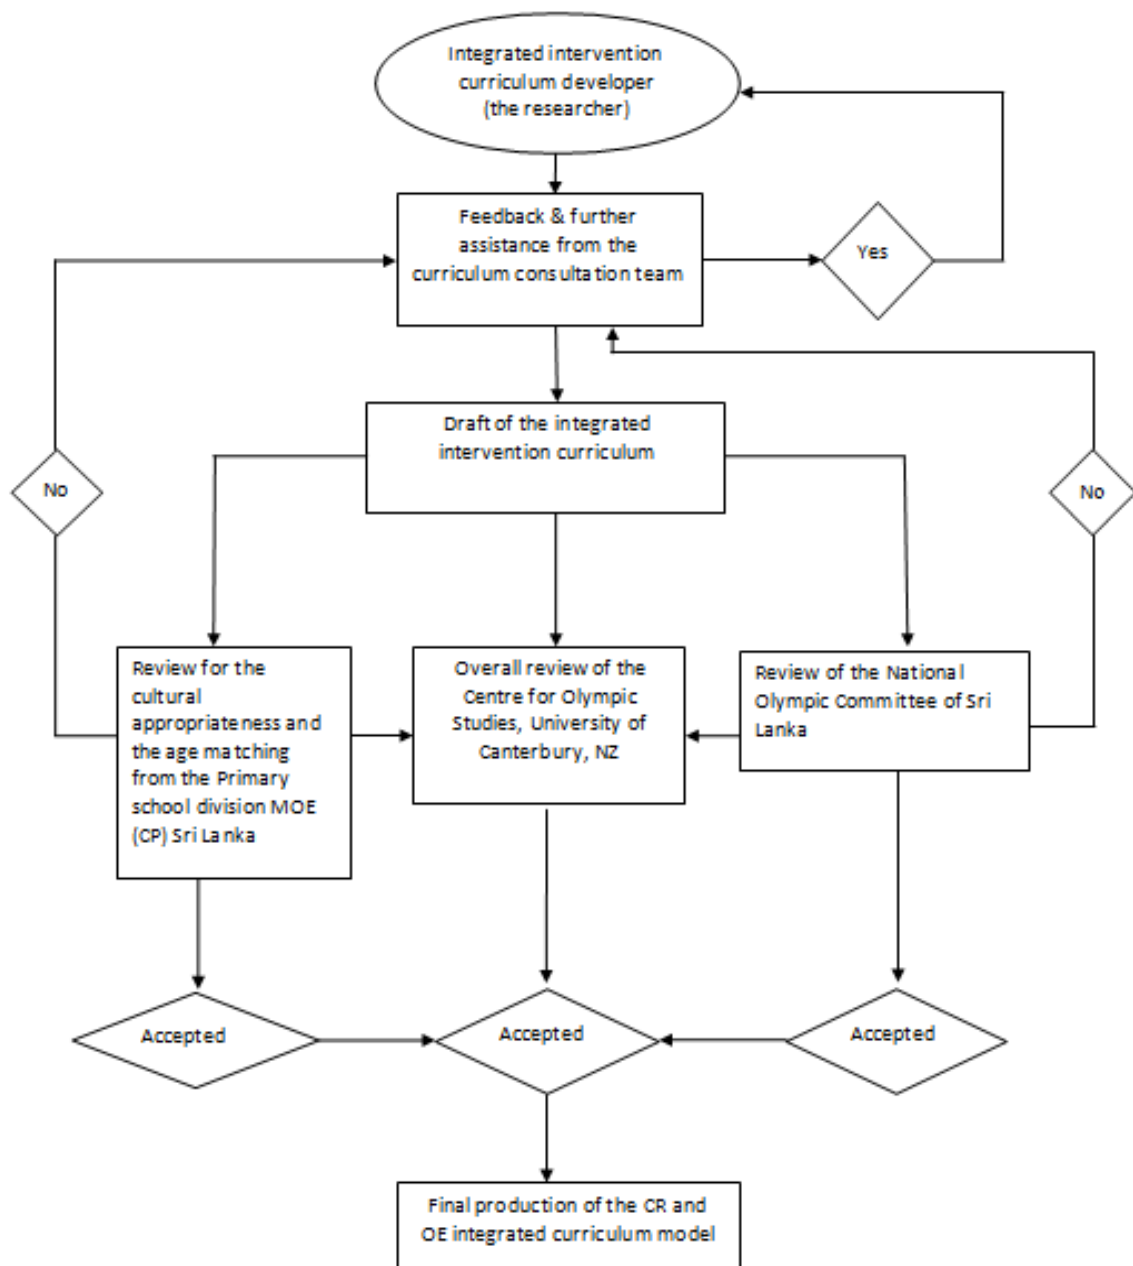 Integrated intervention
curriculum developer
(the researcher)
Feedback & further
assistance from the
curriculum consultation team
Yes
Draft of the integrated
intervention curriculum
No
No
Review for the
cultural
appropriateness and
the age matching
from the Primary
school division MOE
(CP) Sri Lanka
Overall review of the
Centre for Olympic
Studies, University of
Canterbury, NZ
Review of the National
Olympic Committee of Sri
Lanka
Accepted
Accepted
Accepted
Final production of the CR and
OE integrated curriculum model